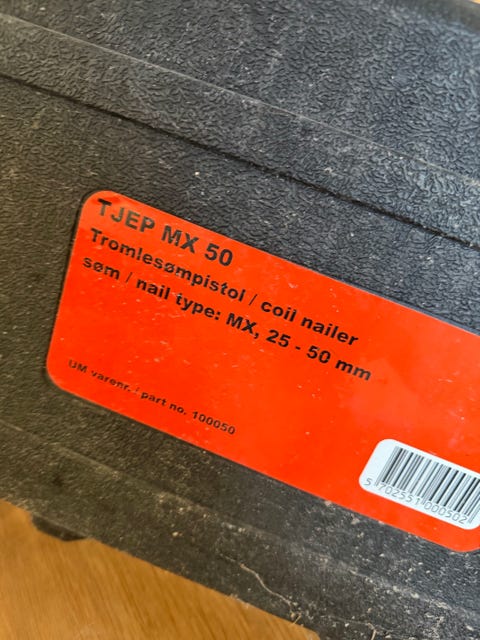 TJEP MX 50
Tromlesømpistol / coil nailer
søm / nail type: MX, 25 - 50 mm
UM varenr. / part no. 100050
5 702551 000502